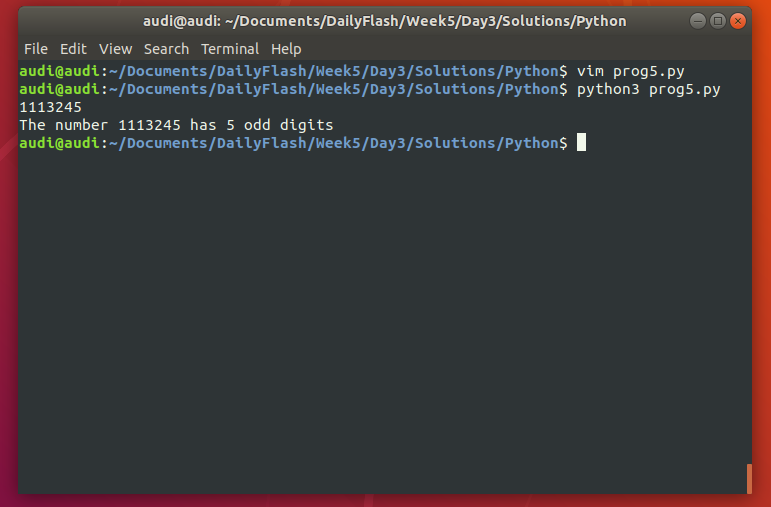 audi@audi: ~/Documents/DailyFlash/Week5/Day3/Solutions/Python
File Edit View Search Terminal Help
audi@audi:~/Documents/DailyFlash/Week5/Day3/Solutions/Python$ vim prog5.py
audi@audi:~/Documents/DailyFlash/Week5/Day3/Solutions/Python$ python3 prog5.py
1113245
The number 1113245 has 5 odd digits
audi@audi:~/Documents/DailyFlash/Week5/Day3/Solutions/Python$